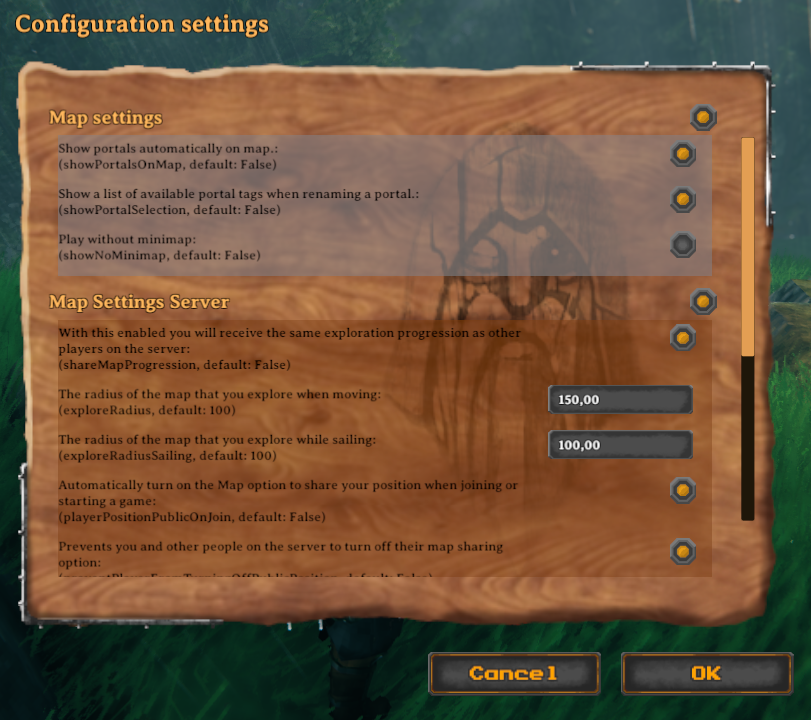 Configuration settings
Map settings
Show portals automatically on map.:
(showPortalsOnMap, default: False)
Show a list of available portal tags when renaming a portal.:
(showPortalSelection, default: False)
Play without minimap:
(showNoMinimap, default: False)
Map Settings Server
With this enabled you will receive the same exploration progression as other
players on the server:
(shareMapProgression, default: False)
The radius of the map that you explore when moving:
(exploreRadius, default: 100)
150,00
The radius of the map that you explore while sailing:
(exploreRadiusSailing, default: 100)
100,00
Automatically turn on the Map option to share your position when joining or
starting a game:
(playerPositionPublicOnJoin, default: False)
Prevents you and other people on the server to turn off their map sharing
option:
(preventPlayerFromTurningOffPublicPosition, default: False)
Cancel
OK